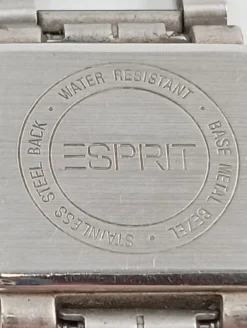 WATER RESISTANT · BASE METAL BEZEL · STAINLESS STEEL BACK ·
ESPRIT